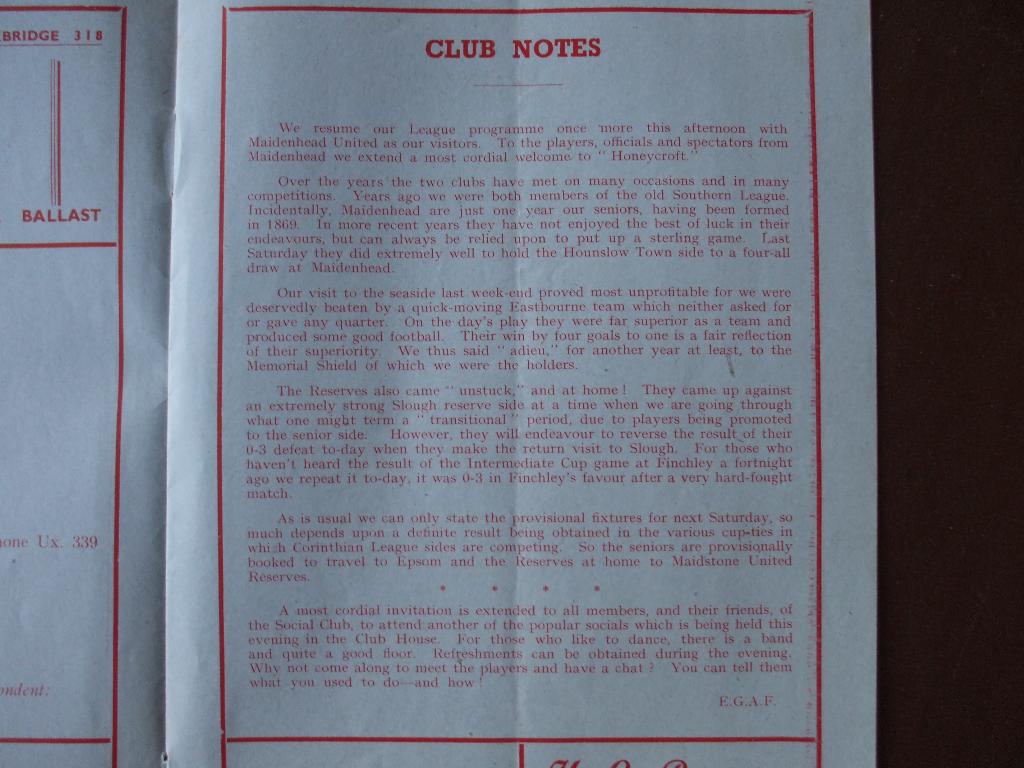 BRIDGE 318
BALLAST
one Ux. 339
ondent:
CLUB NOTES
We resume our League programme once more this afternoon with
Maidenhead United as our visitors. To the players, officials and spectators from
Maidenhead we extend a most cordial welcome to " Honeycroft."
Over the years the two clubs have met on many occasions and in many
competitions. Years ago we were both members of the old Southern League.
Incidentally, Maidenhead are just one year our seniors, having been formed
in 1869. In more recent years they have not enjoyed the best of luck in their
endeavours, but can always be relied upon to put up a sterling game. Last
Saturday they did extremely well to hold the Hounslow Town side to a four-all
draw at Maidenhead.
Our visit to the seaside last week-end proved most unprofitable for we were
deservedly beaten by a quick-moving Eastbourne team which neither asked for
or gave any quarter. On the day's play they were far superior as a team and
produced some good football. Their win by four goals to one is a fair reflection
of their superiority. We thus said " adieu," for another year at least, to the
Memorial Shield of which we were the holders.
The Reserves also came " unstuck," and at home ! They came up against
an extremely strong Slough reserve side at a time when we are going through
what one might term a " transitional " period, due to players being promoted
to the senior side. However, they will endeavour to reverse the result of their
0-3 defeat to-day when they make the return visit to Slough. For those who
haven't heard the result of the Intermediate Cup game at Finchley a fortnight
ago we repeat it to-day, it was 0-3 in Finchley's favour after a very hard-fought
match.
As is usual we can only state the provisional fixtures for next Saturday, so
much depends upon a definite result being obtained in the various cup-ties in
which Corinthian League sides are competing. So the seniors are provisionally
booked to travel to Epsom and the Reserves at home to Maidstone United
Reserves.
* * * *
A most cordial invitation is extended to all members, and their friends, of
the Social Club, to attend another of the popular socials which is being held this
evening in the Club House. For those who like to dance, there is a band
and quite a good floor. Refreshments can be obtained during the evening.
Why not come along to meet the players and have a chat ? You can tell them
what you used to do—and how !
E.G.A.F.